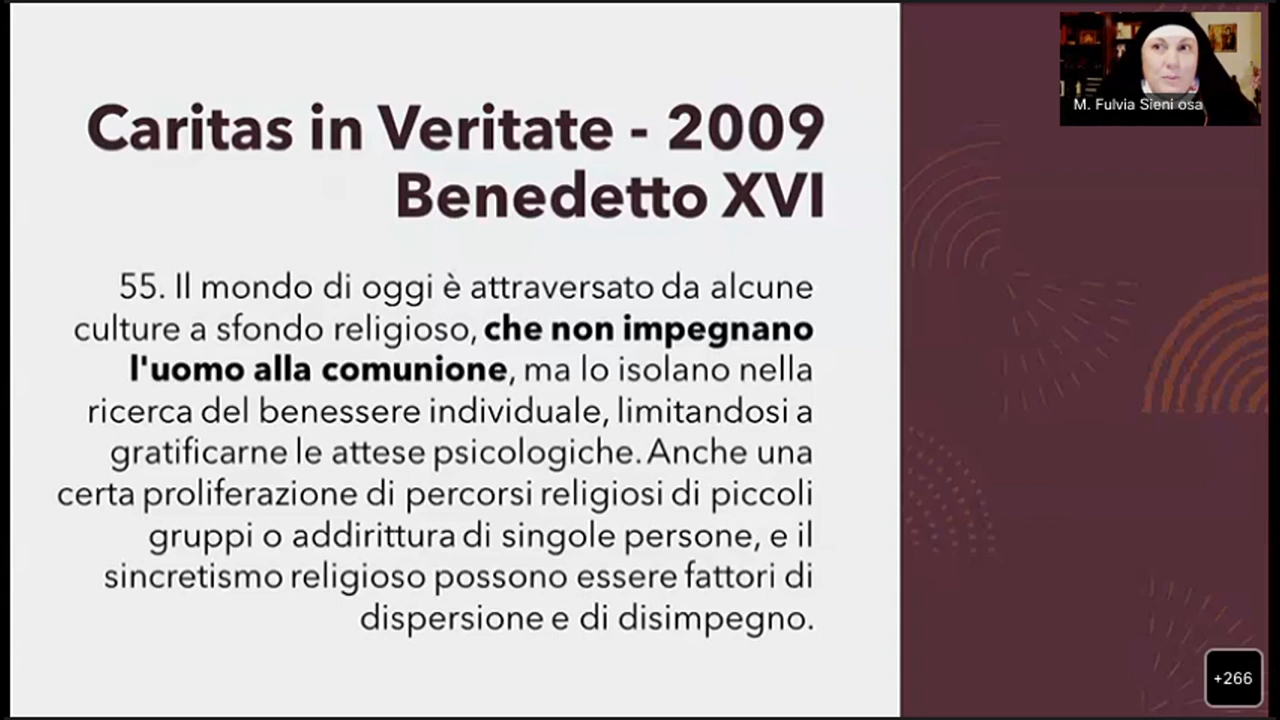 Caritas in Veritate - 2009
Benedetto XVI
55. Il mondo di oggi è attraversato da alcune
culture a sfondo religioso, che non impegnano
l'uomo alla comunione, ma lo isolano nella
ricerca del benessere individuale, limitandosi a
gratificarne le attese psicologiche. Anche una
certa proliferazione di percorsi religiosi di piccoli
gruppi o addirittura di singole persone, e il
sincretismo religioso possono essere fattori di
dispersione e di disimpegno.
M. Fulvia Sieni osa
+266